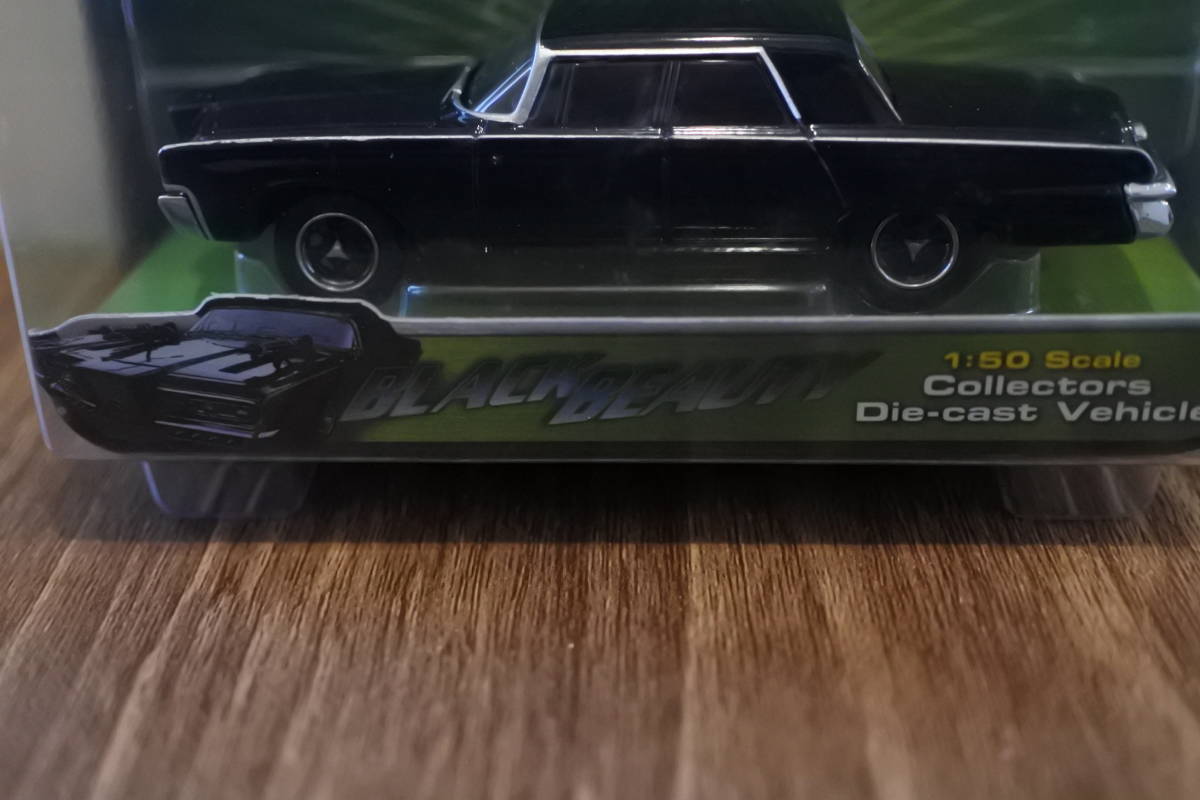 BLACK BEAUTY
1:50 Scale
Collectors
Die-cast Vehicle